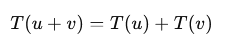 T(u + v) = T(u) + T(v)